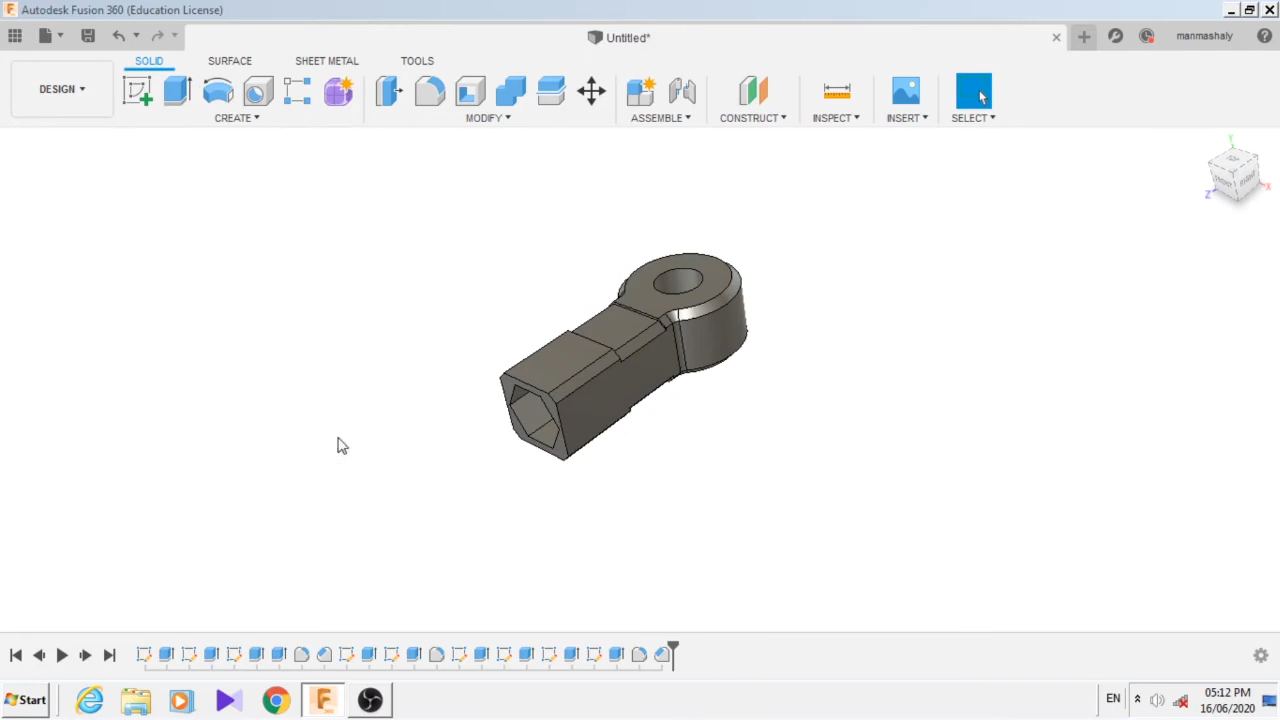 Autodesk Fusion 360 (Education License)
Untitled*
manmashaly
SOLID SURFACE SHEET METAL TOOLS
DESIGN
CREATE MODIFY ASSEMBLE CONSTRUCT INSPECT INSERT SELECT
Y
X
Z
Start
EN
05:12 PM
16/06/2020